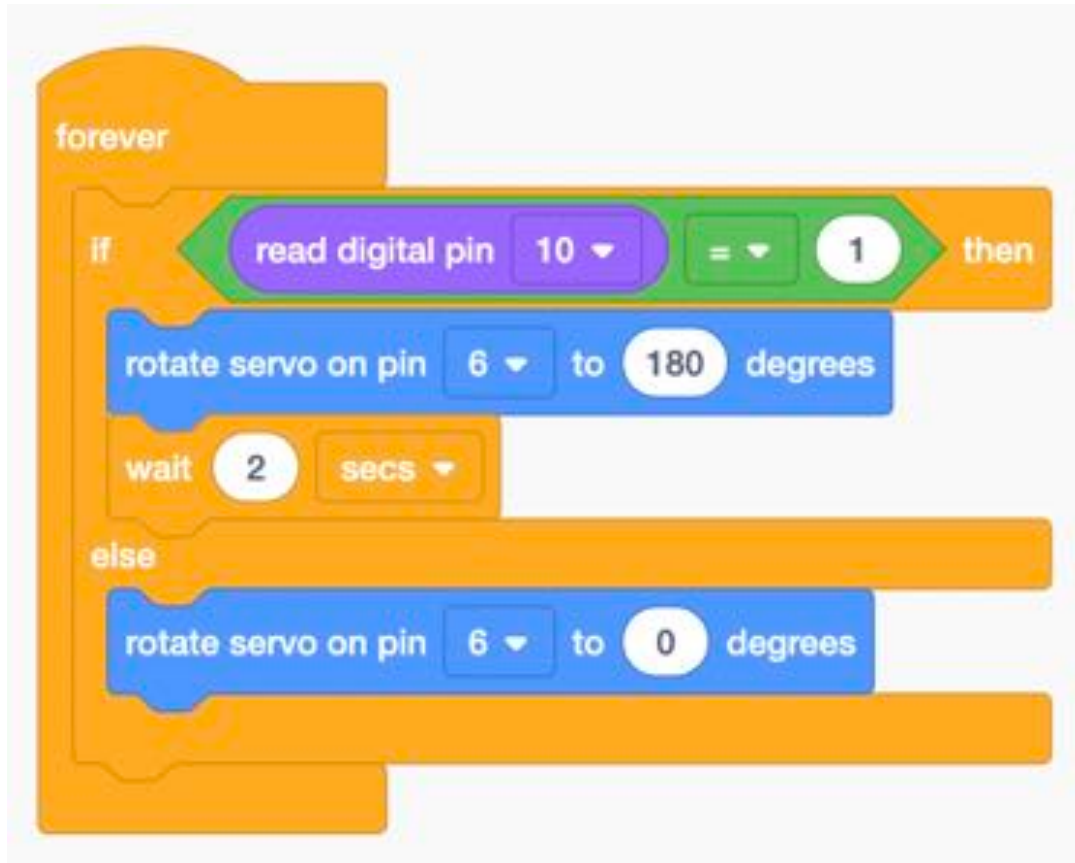 forever
if read digital pin 10 = 1 then
rotate servo on pin 6 to 180 degrees
wait 2 secs
else
rotate servo on pin 6 to 0 degrees